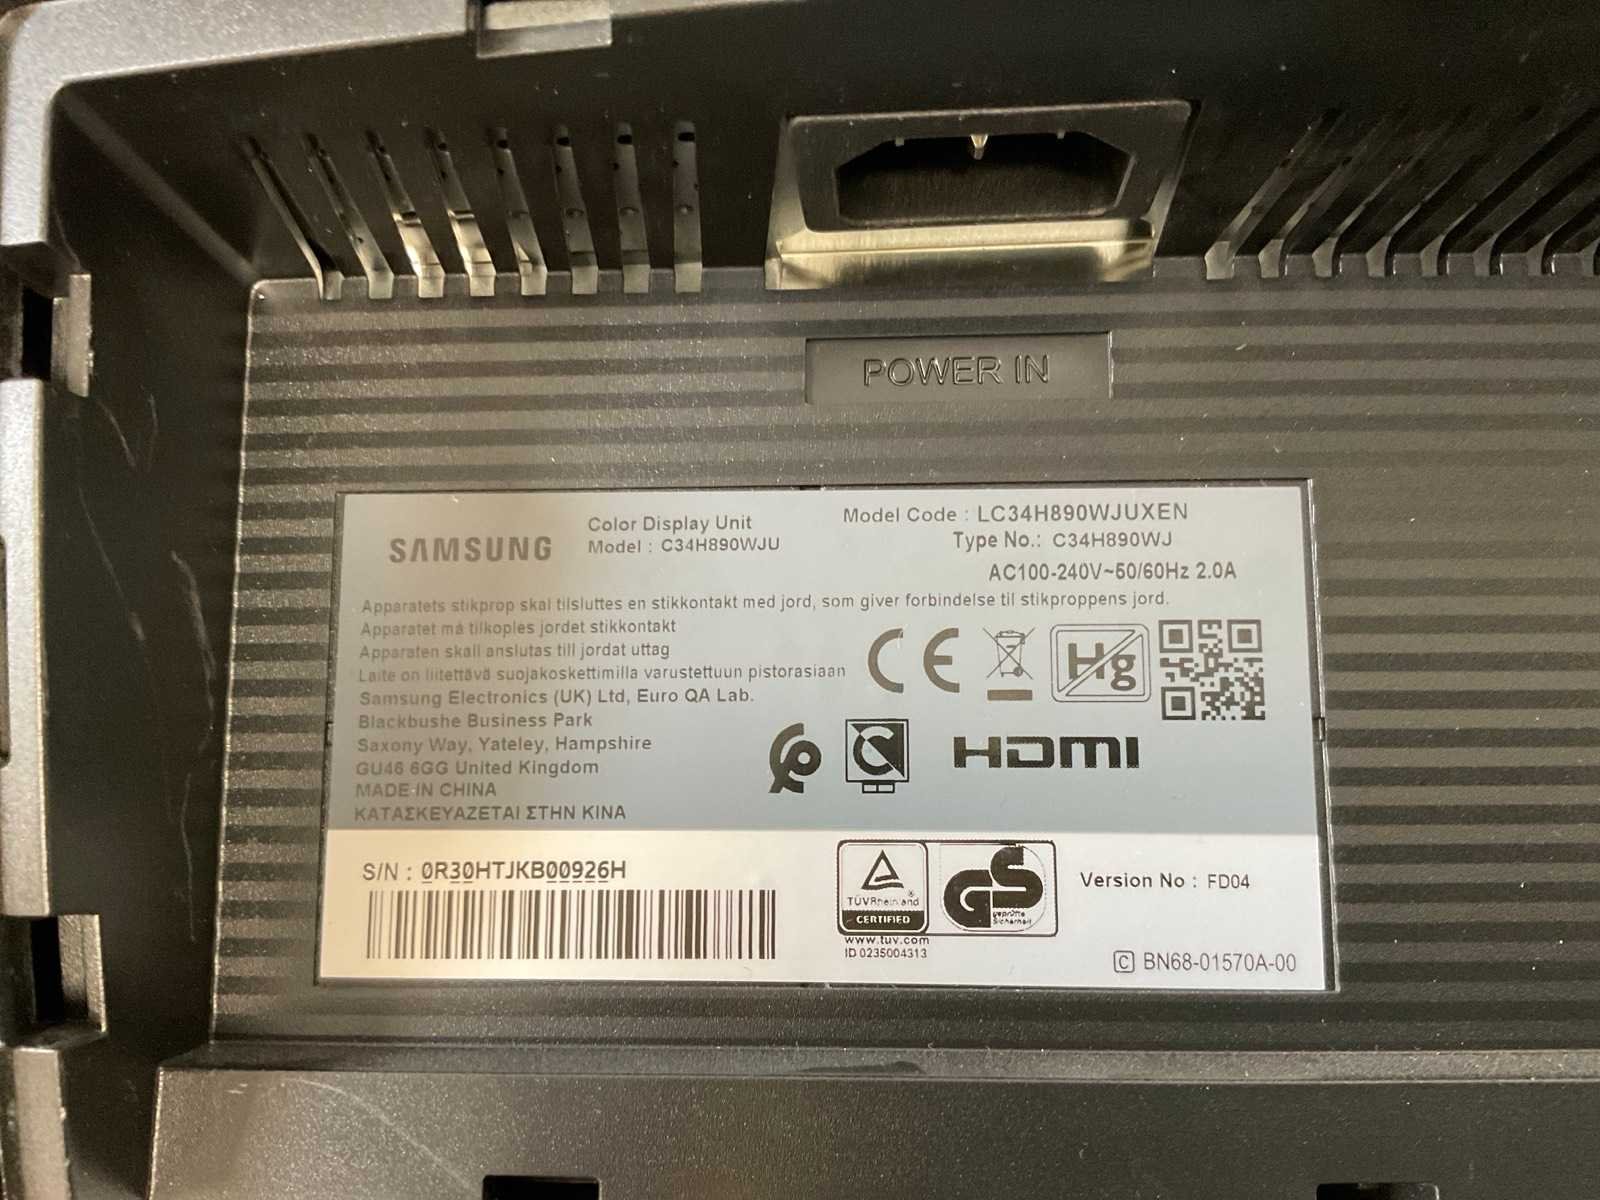 POWER IN
SAMSUNG
Color Display Unit
Model : C34H890WJU
Model Code : LC34H890WJUXEN
Type No.: C34H890WJ
AC100-240V~50/60Hz 2.0A
Apparatets stikprop skal tilsluttes en stikkontakt med jord, som giver forbindelse til stikproppens jord.
Apparatet må tilkoples jordet stikkontakt
Apparaten skall anslutas till jordat uttag
Laite on liitettävä suojakoskettimilla varustettuun pistorasiaan
Samsung Electronics (UK) Ltd, Euro QA Lab.
Blackbushe Business Park
Saxony Way, Yateley, Hampshire
GU46 6GG United Kingdom
MADE IN CHINA
ΚΑΤΑΣΚΕΥΑΖΕΤΑΙ ΣΤΗΝ ΚΙΝΑ
CE
Hg
HDMI
S/N : 0R30HTJKB00926H
TÜVRheinland
CERTIFIED
www.tuv.com
ID 0235004313
GS
geprüfte
Sicherheit
Version No : FD04
C BN68-01570A-00